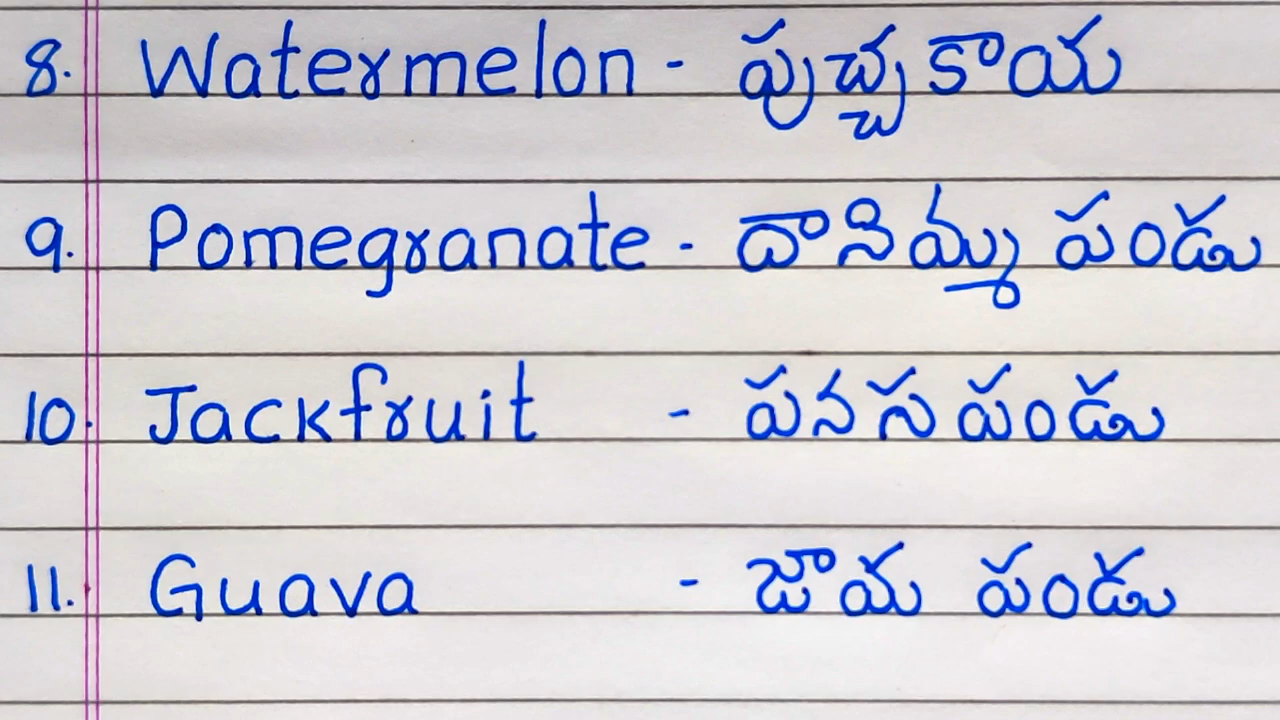 8. Watermelon - పుచ్చకాయ
9. Pomegranate - దానిమ్మ పండు
10. Jackfruit - పనస పండు
11. Guava - జామ పండు